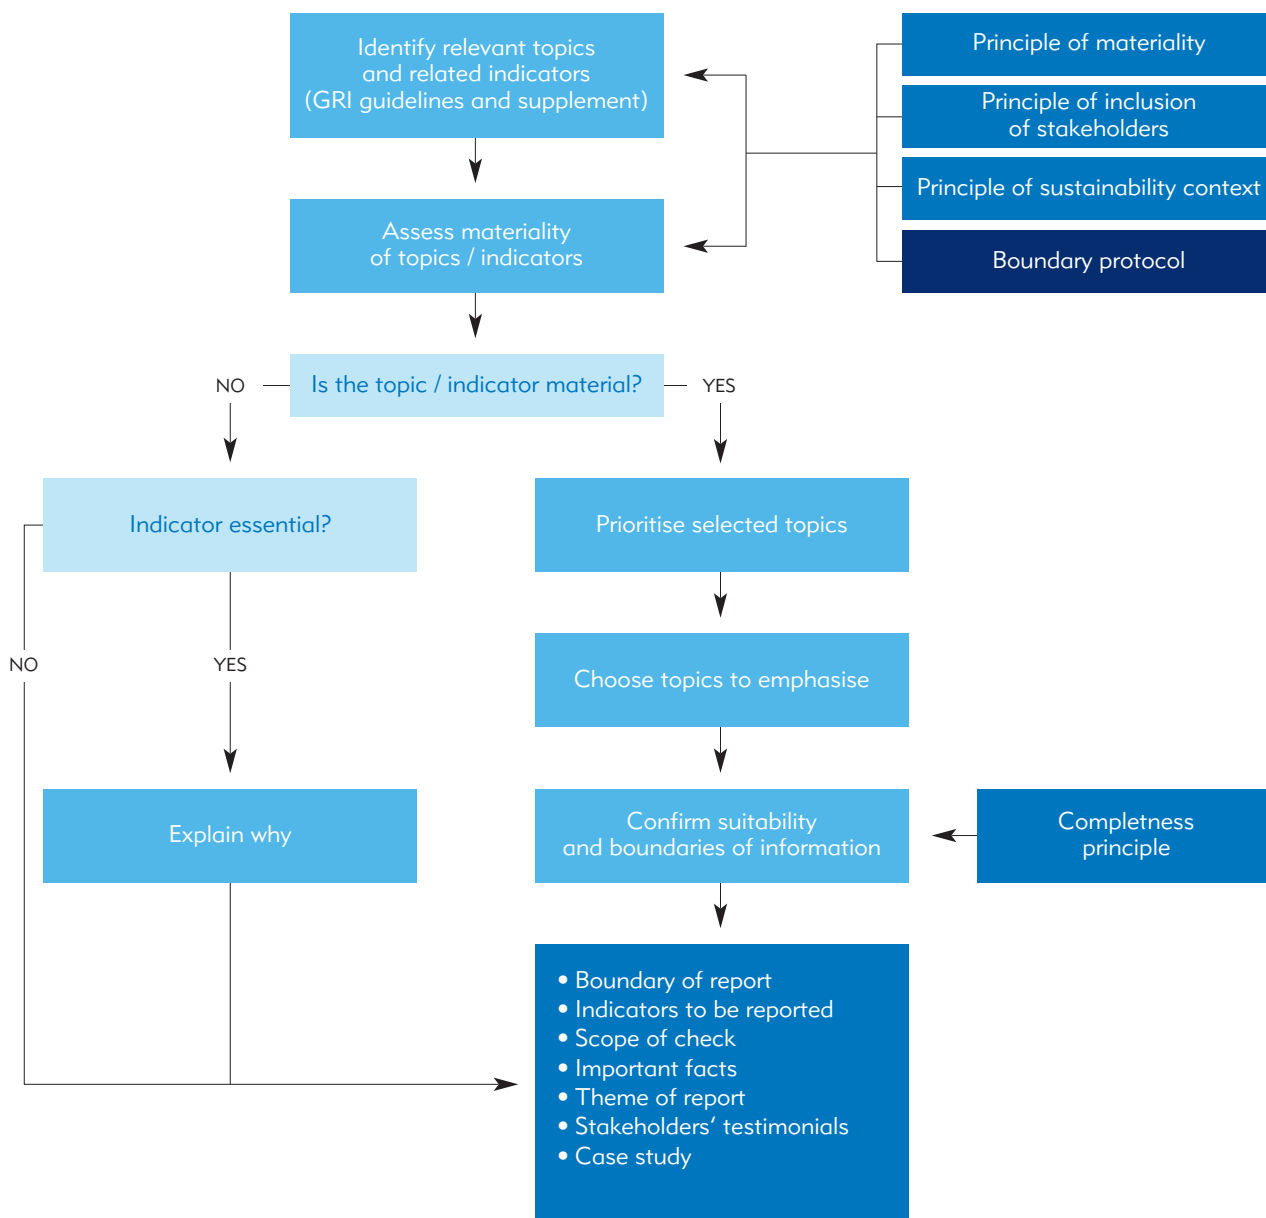 Identify relevant topics
and related indicators
(GRI guidelines and supplement)
Principle of materiality
Principle of inclusion
of stakeholders
Principle of sustainability context
Boundary protocol
Assess materiality
of topics / indicators
NO
Is the topic / indicator material?
YES
Indicator essential?
Prioritise selected topics
NO
YES
Choose topics to emphasise
Explain why
Confirm suitability
and boundaries of information
Completness
principle
• Boundary of report
• Indicators to be reported
• Scope of check
• Important facts
• Theme of report
• Stakeholders’ testimonials
• Case study